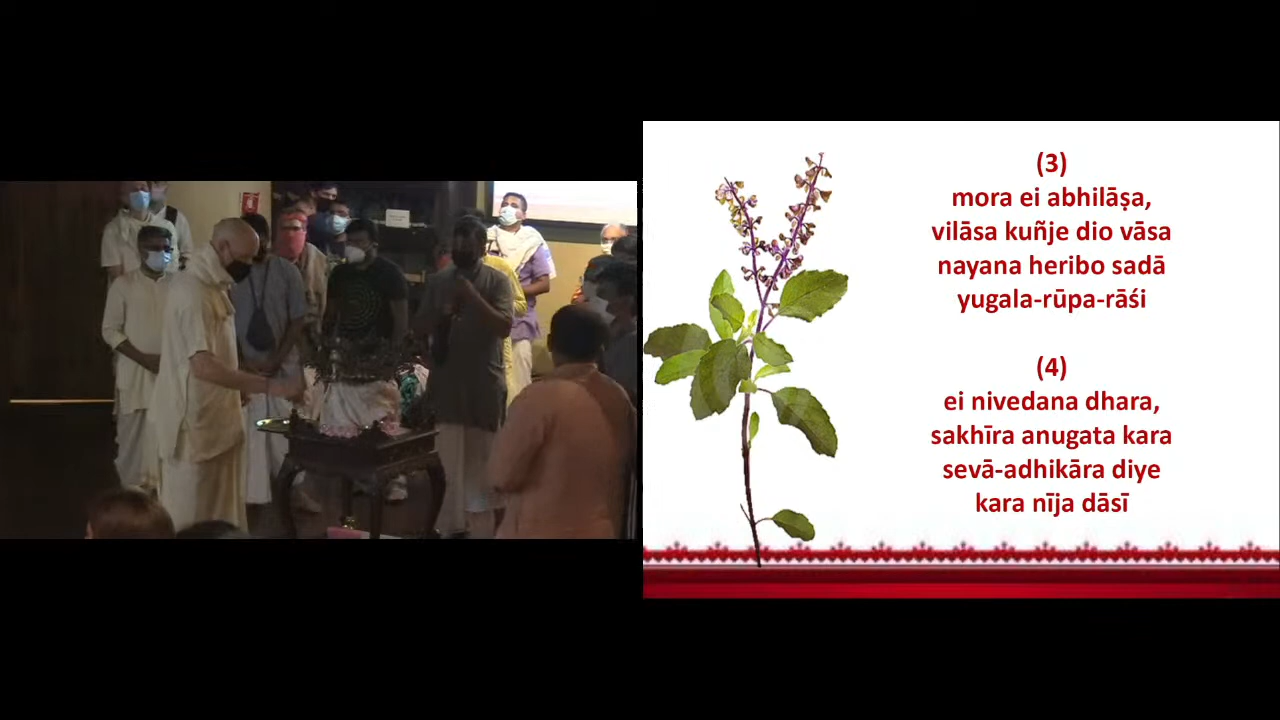 (3)
mora ei abhilāṣa,
vilāsa kuñje dio vāsa
nayana heribo sadā
yugala-rūpa-rāśi
(4)
ei nivedana dhara,
sakhīra anugata kara
sevā-adhikāra diye
kara nīja dāsī